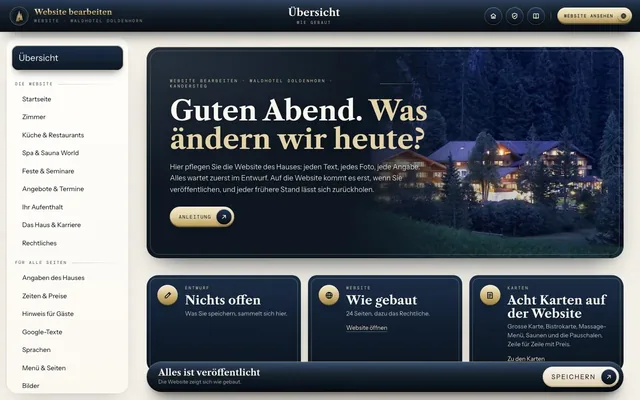 Website bearbeiten
WEBSITE · WALDHOTEL DOLDENHORN
Übersicht
WIE GEBAUT
WEBSITE ANSEHEN
Übersicht
DIE WEBSITE
Startseite
Zimmer
Küche & Restaurants
Spa & Sauna World
Feste & Seminare
Angebote & Termine
Ihr Aufenthalt
Das Haus & Karriere
Rechtliches
FÜR ALLE SEITEN
Angaben des Hauses
Zeiten & Preise
Hinweis für Gäste
Google-Texte
Sprachen
Menü & Seiten
Bilder
WEBSITE BEARBEITEN · WALDHOTEL DOLDENHORN ·
KANDERSTEG
Guten Abend. Was
ändern wir heute?
Hier pflegen Sie die Website des Hauses: jeden Text, jedes Foto, jede Angabe.
Alles wartet zuerst im Entwurf. Auf die Website kommt es erst, wenn Sie
veröffentlichen, und jeder frühere Stand lässt sich zurückholen.
ANLEITUNG
ENTWURF
Nichts offen
Was Sie speichern, sammelt sich hier.
WEBSITE
Wie gebaut
24 Seiten, dazu das Rechtliche.
Website öffnen
KARTEN
Acht Karten auf
der Website
Grosse Karte, Bistrokarte, Massage-
Menü, Saunen und die Pauschalen.
Zeile für Zeile mit Preis.
Zu den Karten
Alles ist veröffentlicht
Die Website zeigt sich wie gebaut.
SPEICHERN